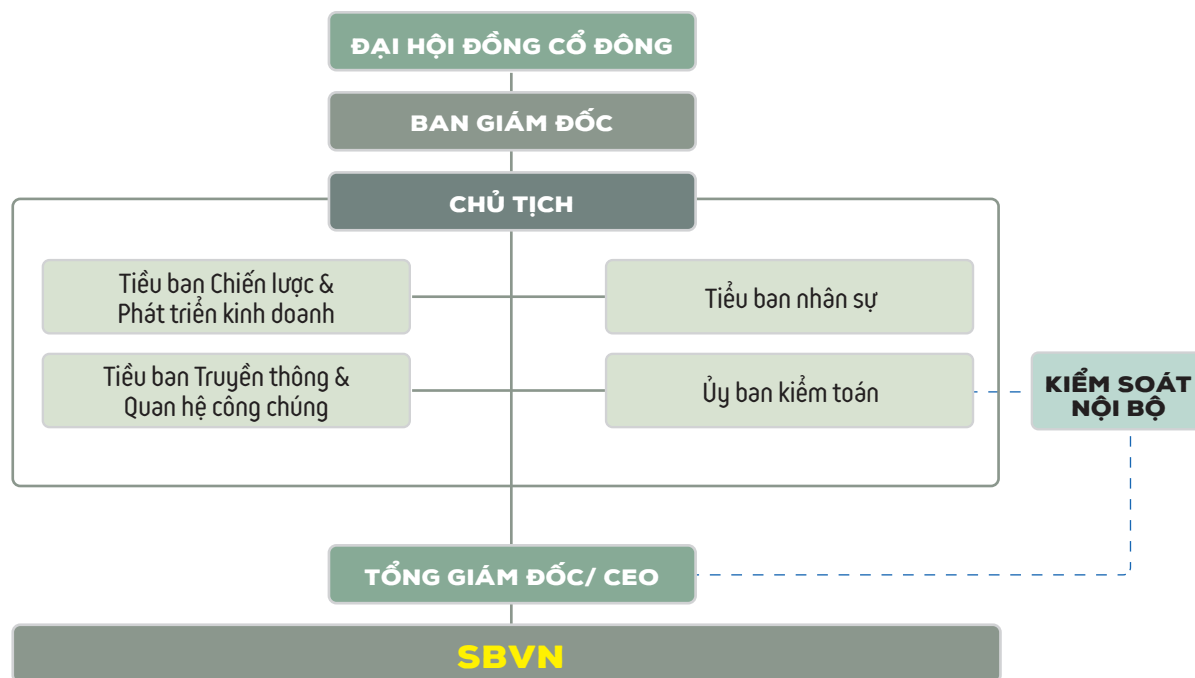 ĐẠI HỘI ĐỒNG CỔ ĐÔNG
BAN GIÁM ĐỐC
CHỦ TỊCH
Tiều ban Chiến lược &
Phát triển kinh doanh
Tiểu ban nhân sự
Tiều ban Truyền thông &
Quan hệ công chúng
Ủy ban kiểm toán
KIỂM SOÁT
NỘI BỘ
TỔNG GIÁM ĐỐC/ CEO
SBVN